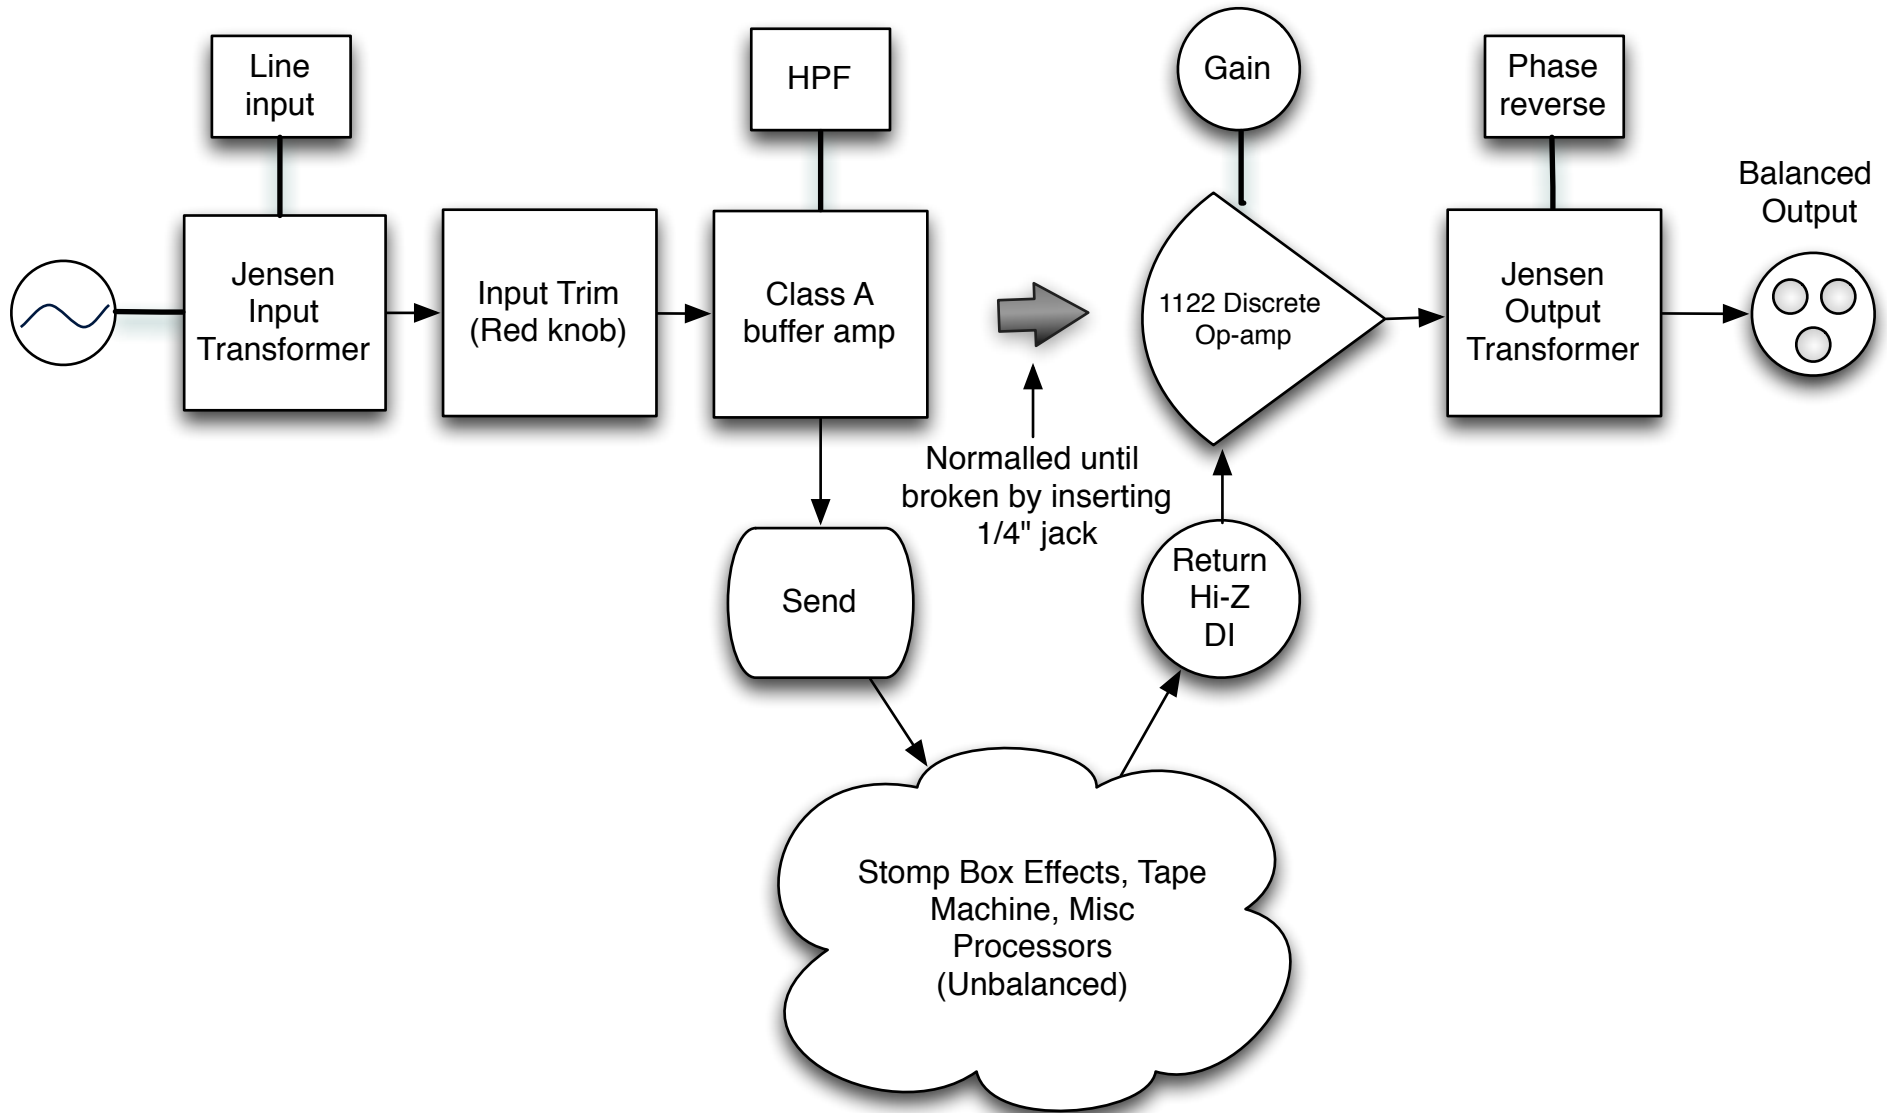 Line
input
HPF
Gain
Phase
reverse
Balanced
Output
Jensen
Input
Transformer
Input Trim
(Red knob)
Class A
buffer amp
1122 Discrete
Op-amp
Jensen
Output
Transformer
Normalled until
broken by inserting
1/4" jack
Send
Return
Hi-Z
DI
Stomp Box Effects, Tape
Machine, Misc
Processors
(Unbalanced)